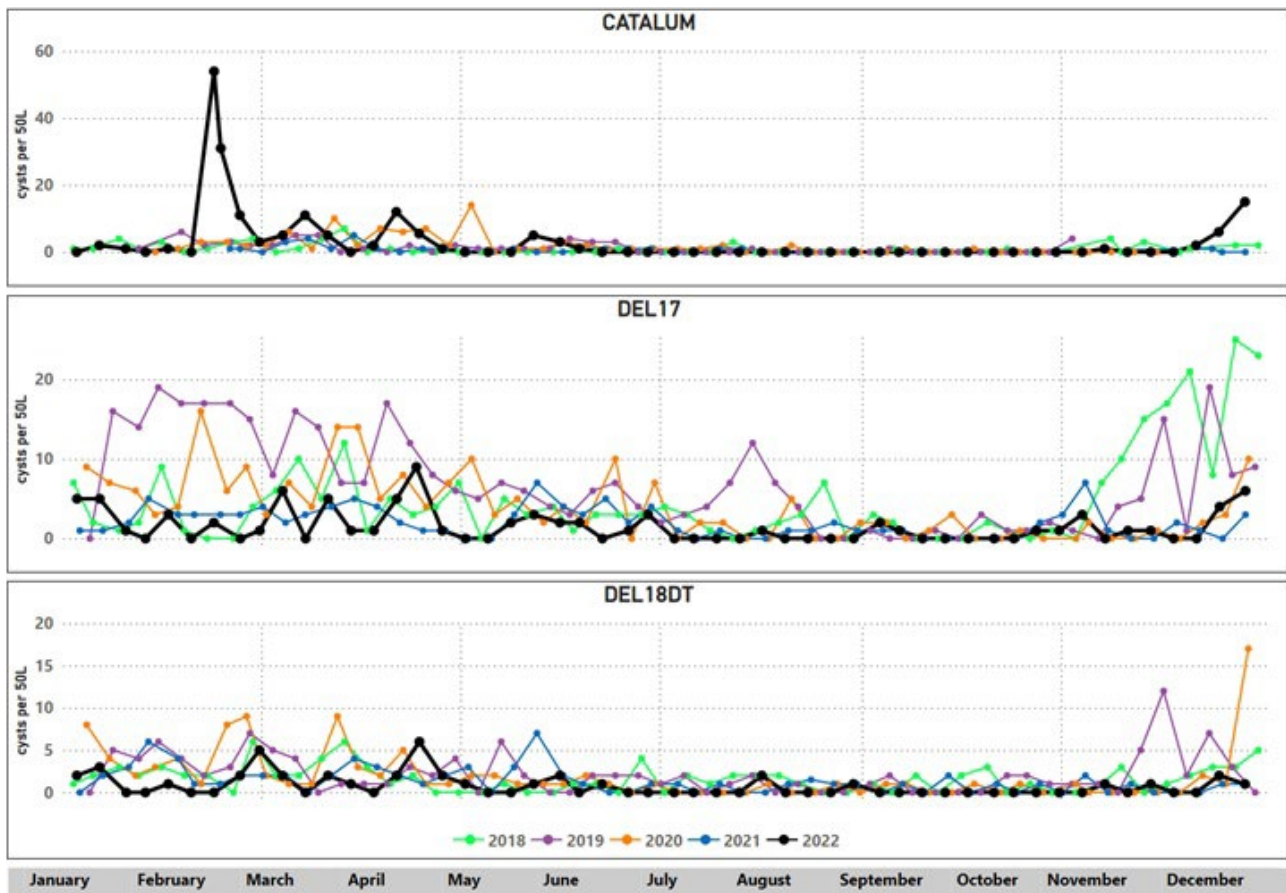 CATALUM
60
40
20
0
cysts per 50L
DEL17
20
10
0
cysts per 50L
DEL18DT
20
15
10
5
0
cysts per 50L
2018 2019 2020 2021 2022
January February March April May June July August September October November December